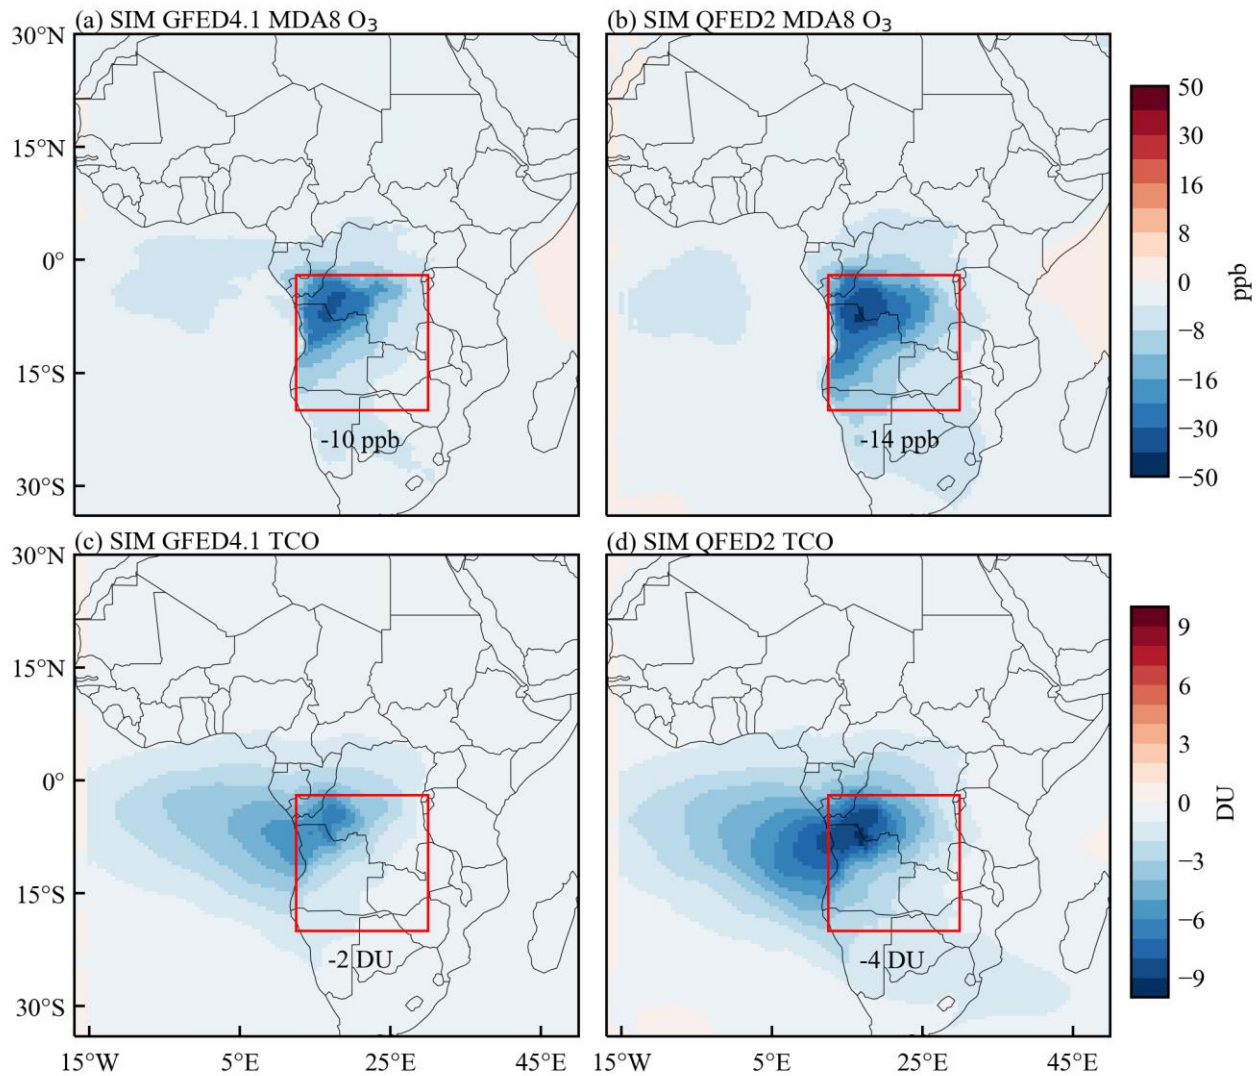 (a) SIM GFED4.1 MDA8 O₃
(b) SIM QFED2 MDA8 O₃
30°N
15°N
0°
15°S
30°S
-10 ppb
-14 ppb
50
30
16
8
0
−8
−16
−30
−50
ppb
(c) SIM GFED4.1 TCO
(d) SIM QFED2 TCO
30°N
15°N
0°
15°S
30°S
-2 DU
-4 DU
9
6
3
0
−3
−6
−9
DU
15°W
5°E
25°E
45°E
15°W
5°E
25°E
45°E